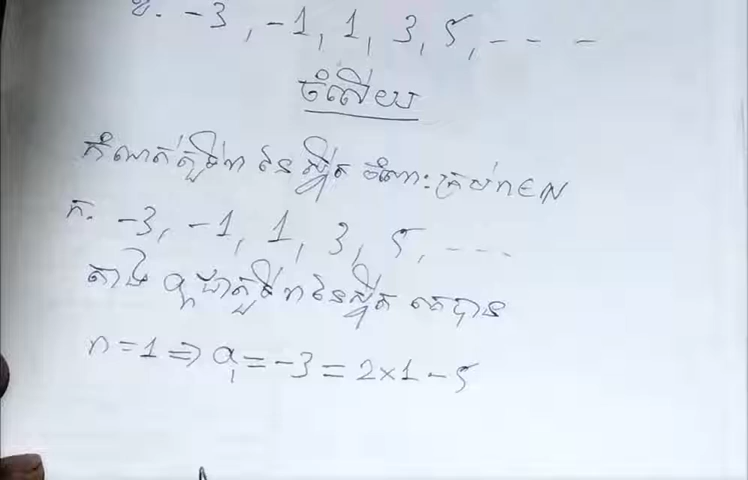 ខ. -3, -1, 1, 3, 5, - - -
ចំលើយ
កំណត់តួទី n នៃស្វ៊ីត ចំពោះគ្រប់ n ∈ N
ក. -3, -1, 1, 3, 5, - - -
តាង aₙ ជាតួទី n នៃស្វ៊ីត គេបាន
n = 1 ⇒ a₁ = -3 = 2×1 - 5